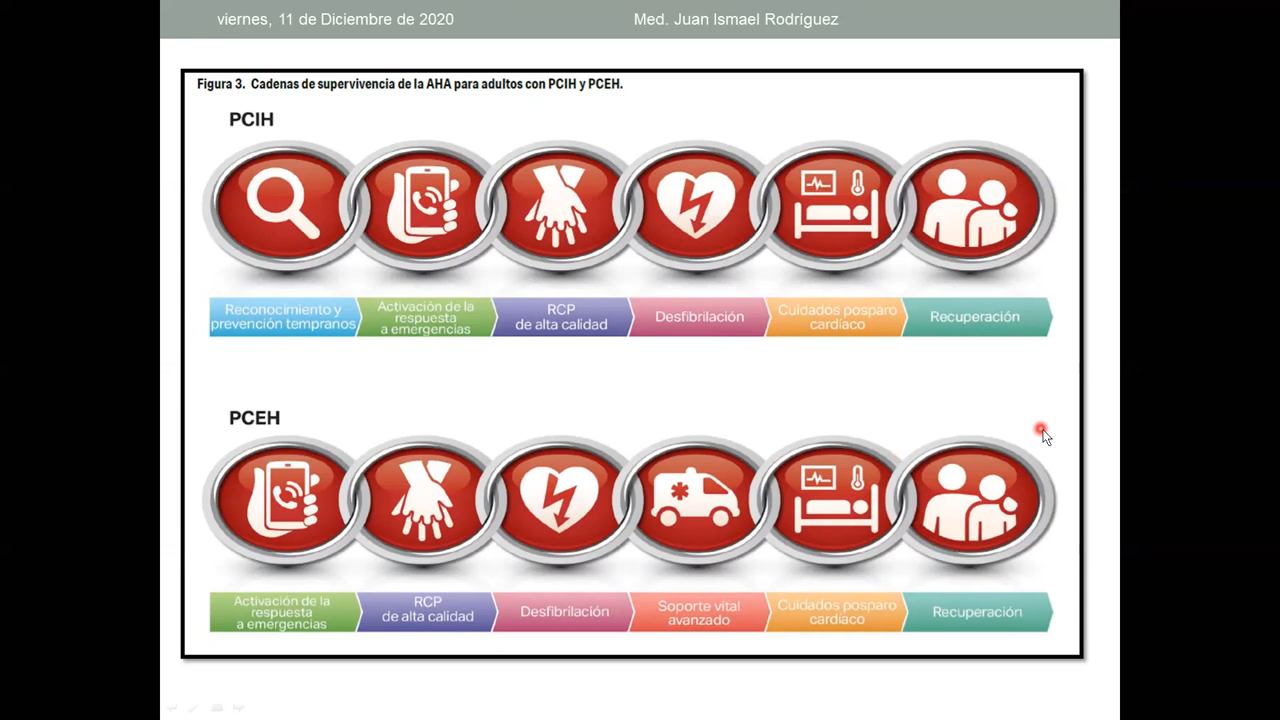 viernes, 11 de Diciembre de 2020
Med. Juan Ismael Rodríguez
Figura 3. Cadenas de supervivencia de la AHA para adultos con PCIH y PCEH.
PCIH
Reconocimiento y
prevención tempranos
Activación de la
respuesta
a emergencias
RCP
de alta calidad
Desfibrilación
Cuidados posparo
cardíaco
Recuperación
PCEH
Activación de la
respuesta
a emergencias
RCP
de alta calidad
Desfibrilación
Soporte vital
avanzado
Cuidados posparo
cardíaco
Recuperación